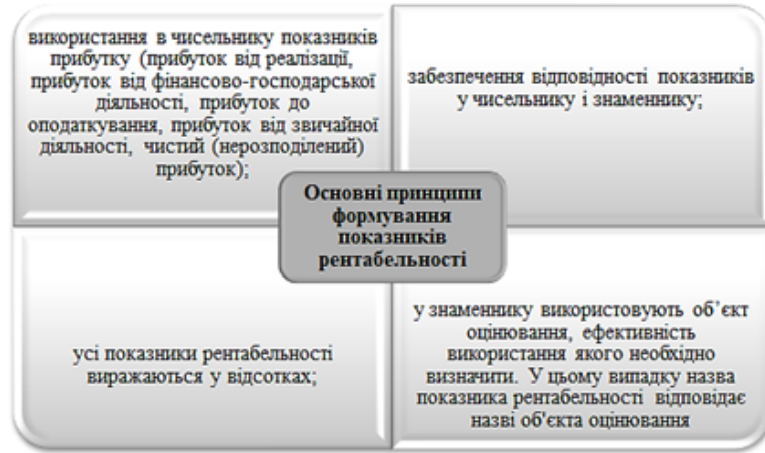 використання в чисельнику показників
прибутку (прибуток від реалізації,
прибуток від фінансово-господарської
діяльності, прибуток до
оподаткування, прибуток від звичайної
діяльності, чистий (нерозподілений)
прибуток);
забезпечення відповідності показників
у чисельнику і знаменнику;
Основні принципи
формування
показників
рентабельності
усі показники рентабельності
виражаються у відсотках;
у знаменнику використовують об’єкт
оцінювання, ефективність
використання якого необхідно
визначити. У цьому випадку назва
показника рентабельності відповідає
назві об'єкта оцінювання